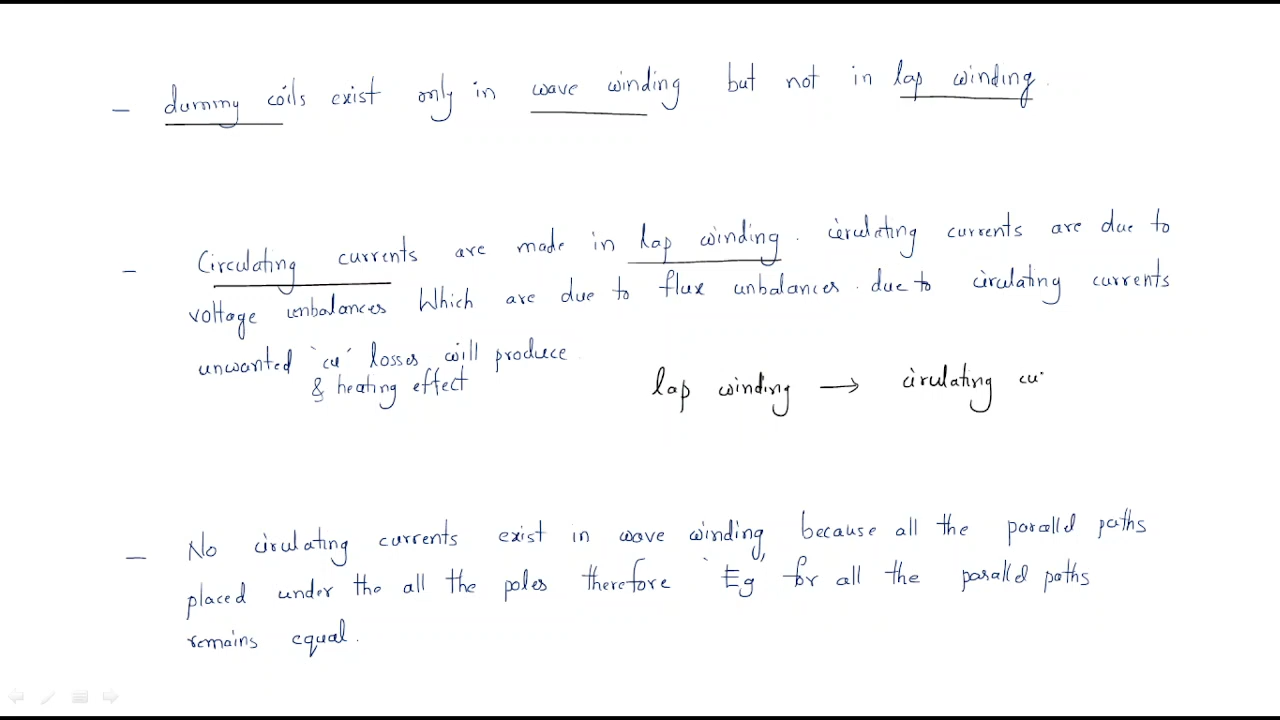 - dummy coils exist only in wave winding but not in lap winding.
- Circulating currents are made in lap winding. circulating currents are due to
voltage unbalances Which are due to flux unbalances. due to circulating currents
unwanted 'cu' losses will produce
& heating effect
lap winding → cirulating cu
- No cirulating currents exist in wave winding because all the parallel paths
placed under the all the poles therefore 'Eg' for all the parallel paths
remains equal.